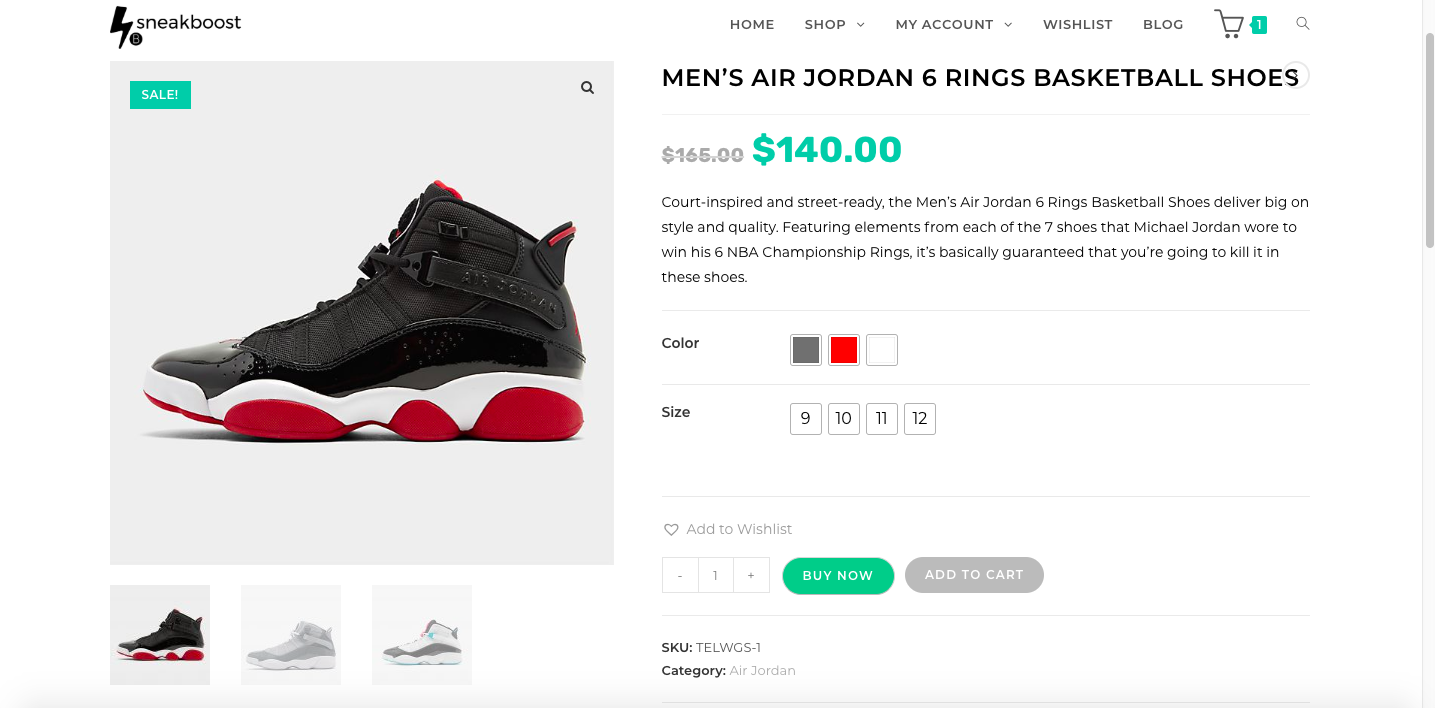 sneakboost
B
HOME SHOP MY ACCOUNT WISHLIST BLOG 1
SALE!
MEN’S AIR JORDAN 6 RINGS BASKETBALL SHOES
$165.00 $140.00
Court-inspired and street-ready, the Men’s Air Jordan 6 Rings Basketball Shoes deliver big on
style and quality. Featuring elements from each of the 7 shoes that Michael Jordan wore to
win his 6 NBA Championship Rings, it’s basically guaranteed that you’re going to kill it in
these shoes.
AIR JORDAN
Color
Size 9 10 11 12
Add to Wishlist
- 1 + BUY NOW ADD TO CART
SKU: TELWGS-1
Category: Air Jordan